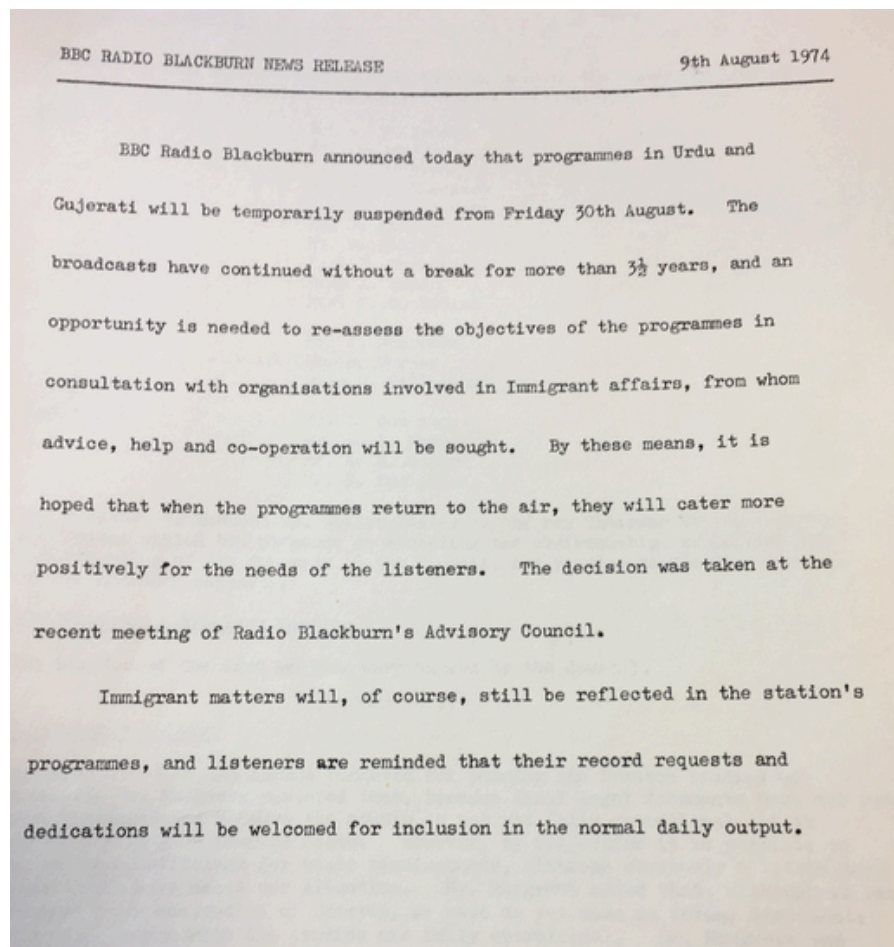 BBC RADIO BLACKBURN NEWS RELEASE 9th August 1974
BBC Radio Blackburn announced today that programmes in Urdu and
Gujerati will be temporarily suspended from Friday 30th August. The
broadcasts have continued without a break for more than 3½ years, and an
opportunity is needed to re-assess the objectives of the programmes in
consultation with organisations involved in Immigrant affairs, from whom
advice, help and co-operation will be sought. By these means, it is
hoped that when the programmes return to the air, they will cater more
positively for the needs of the listeners. The decision was taken at the
recent meeting of Radio Blackburn's Advisory Council.
Immigrant matters will, of course, still be reflected in the station's
programmes, and listeners are reminded that their record requests and
dedications will be welcomed for inclusion in the normal daily output.